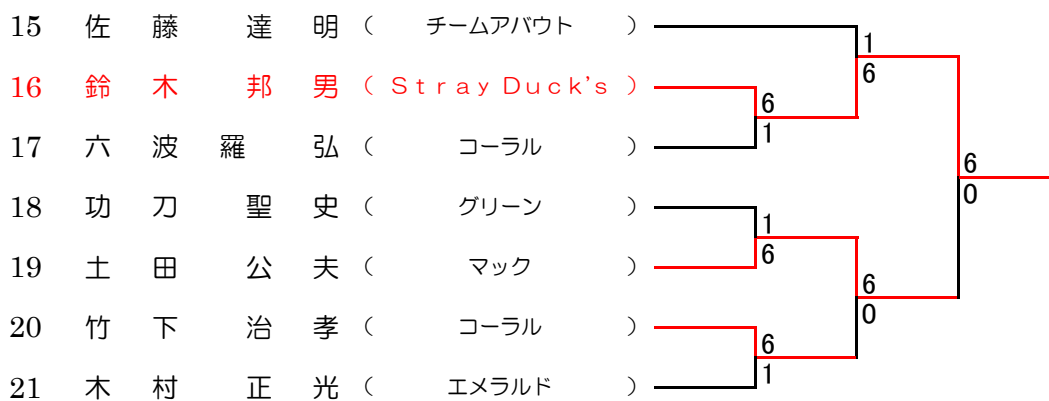 15 佐藤 達明 ( チームアバウト )
1
16 鈴木 邦男 ( Stray Duck's )
6
6
17 六波羅 弘 ( コーラル )
1
6
0
18 功刀 聖史 ( グリーン )
1
19 土田 公夫 ( マック )
6
6
0
20 竹下 治孝 ( コーラル )
6
21 木村 正光 ( エメラルド )
1